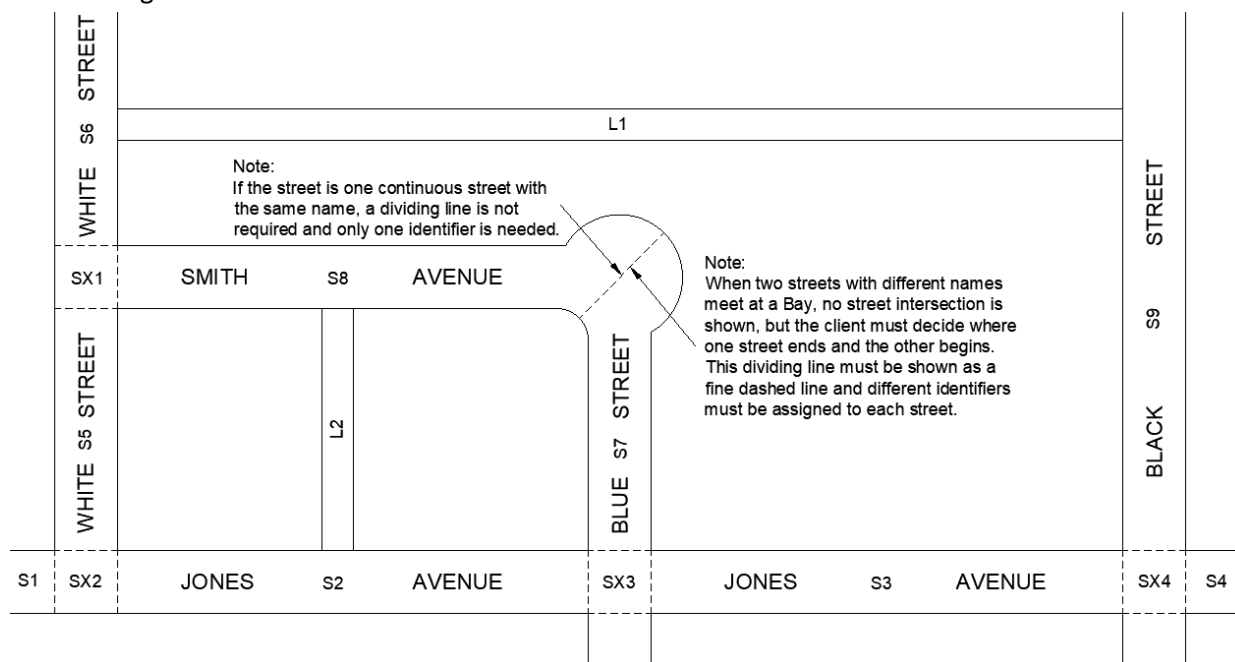 WHITE S6 STREET
L1
Note:
If the street is one continuous street with
the same name, a dividing line is not
required and only one identifier is needed.
SX1
SMITH S8 AVENUE
Note:
When two streets with different names
meet at a Bay, no street intersection is
shown, but the client must decide where
one street ends and the other begins.
This dividing line must be shown as a
fine dashed line and different identifiers
must be assigned to each street.
WHITE S5 STREET
L2
BLUE S7 STREET
BLACK S9 STREET
S1 SX2 JONES S2 AVENUE SX3 JONES S3 AVENUE SX4 S4